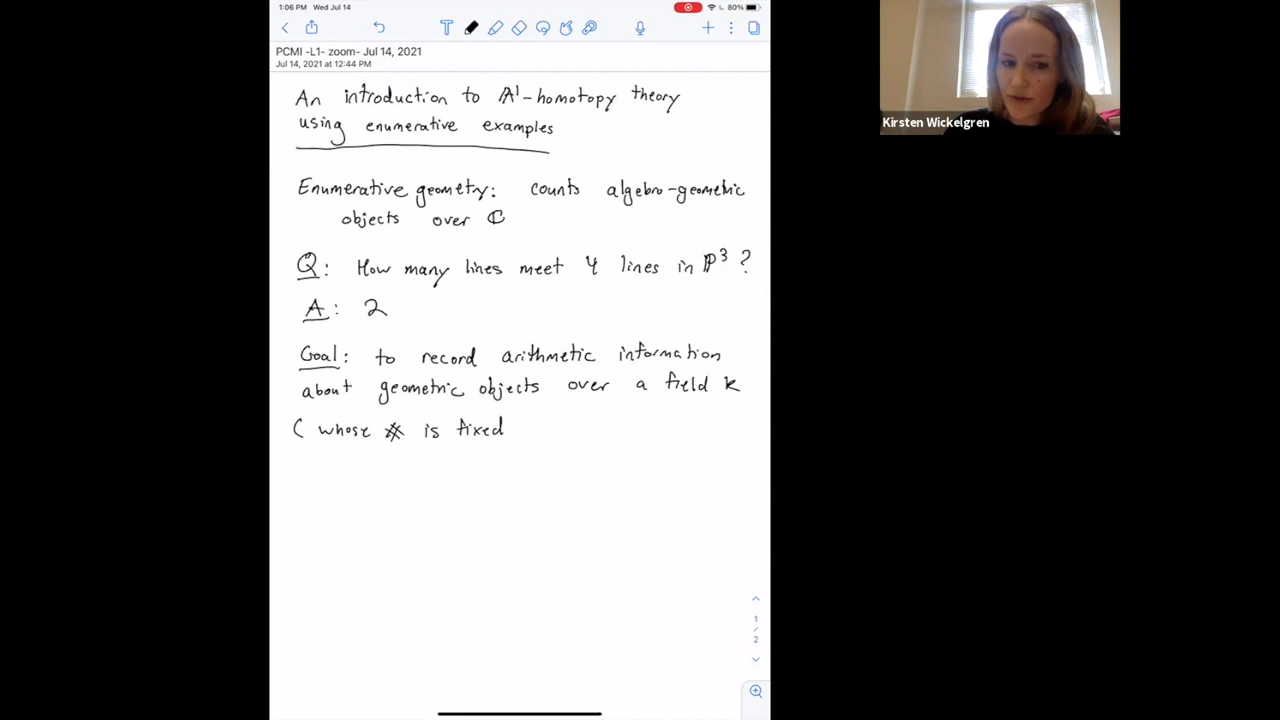 1:06 PM Wed Jul 14
80%
PCMI -L1- zoom- Jul 14, 2021
Jul 14, 2021 at 12:44 PM
An introduction to 𝔸¹-homotopy theory
using enumerative examples
Enumerative geometry: counts algebro-geometric
objects over ℂ
Q: How many lines meet 4 lines in ℙ³?
A: 2
Goal: to record arithmetic information
about geometric objects over a field k
( whose # is fixed
1
/
2
Kirsten Wickelgren